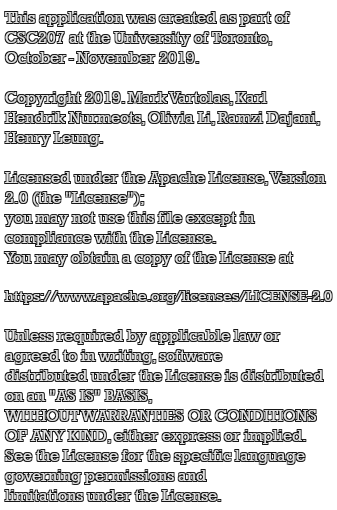 This application was created as part of
CSC207 at the University of Toronto,
October - November 2019.
Copyright 2019. Mark Vartolas, Karl
Hendrik Nurmeots, Olivia Li, Ramzi Dajani,
Henry Leung.
Licensed under the Apache License, Version
2.0 (the "License");
you may not use this file except in
compliance with the License.
You may obtain a copy of the License at
https://www.apache.org/licenses/LICENSE-2.0
Unless required by applicable law or
agreed to in writing, software
distributed under the License is distributed
on an "AS IS" BASIS,
WITHOUT WARRANTIES OR CONDITIONS
OF ANY KIND, either express or implied.
See the License for the specific language
governing permissions and
limitations under the License.